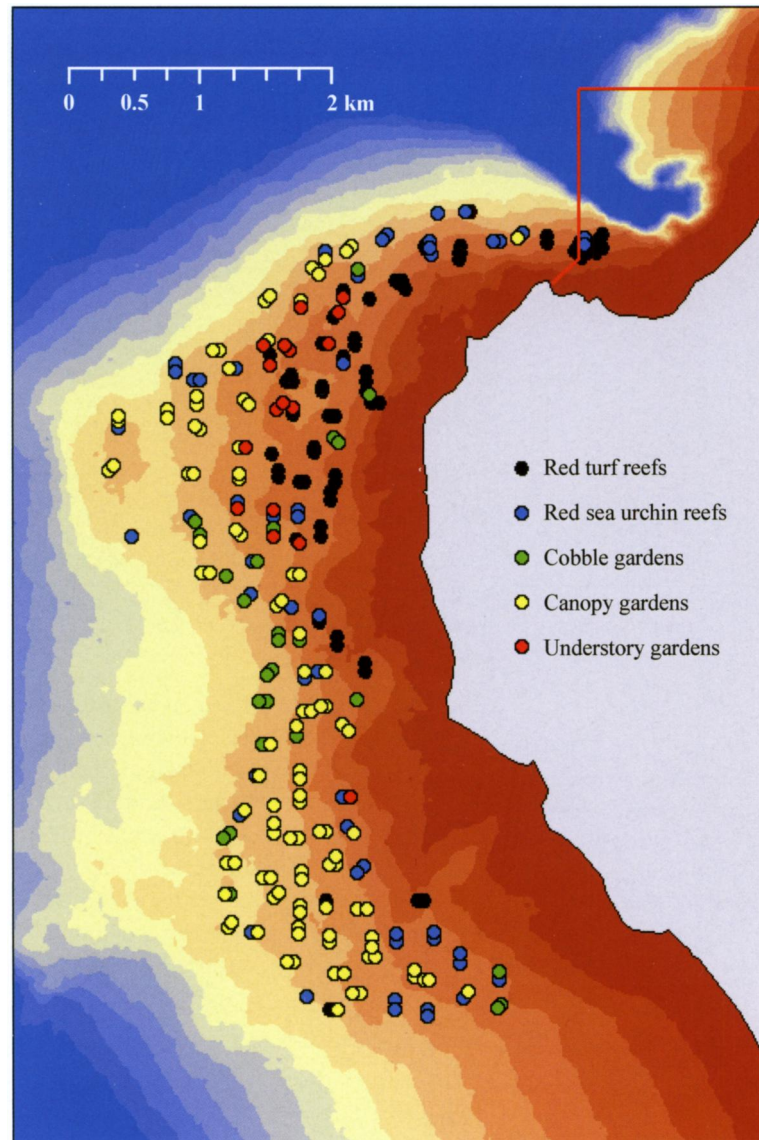 0 0.5 1 2 km
Red turf reefs
Red sea urchin reefs
Cobble gardens
Canopy gardens
Understory gardens